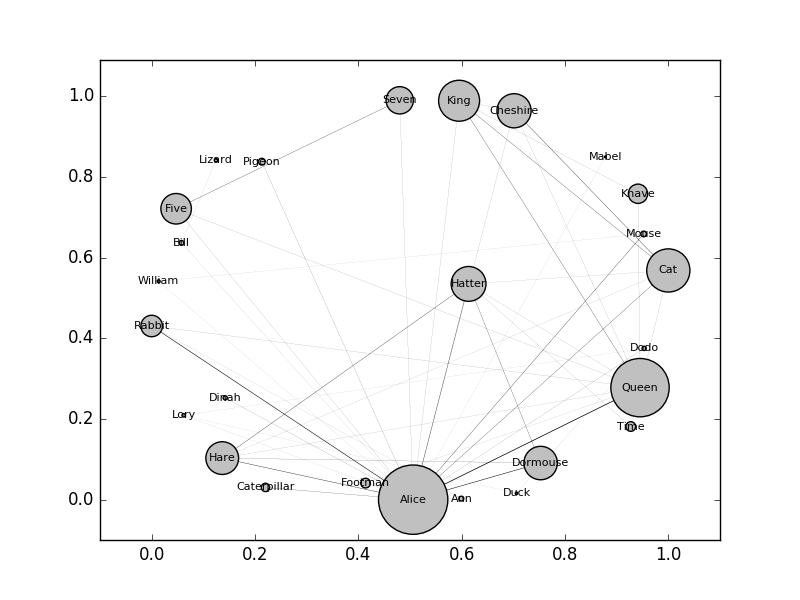 1.0
Seven
King
Cheshire
Lizard
Pigeon
Mabel
0.8
Knave
Five
Mouse
Bill
0.6
Cat
William
Hatter
0.4
Rabbit
Dodo
Queen
Dinah
0.2
Lory
Time
Hare
Dormouse
Caterpillar
Footman
Duck
0.0
Alice
Ann
0.0 0.2 0.4 0.6 0.8 1.0